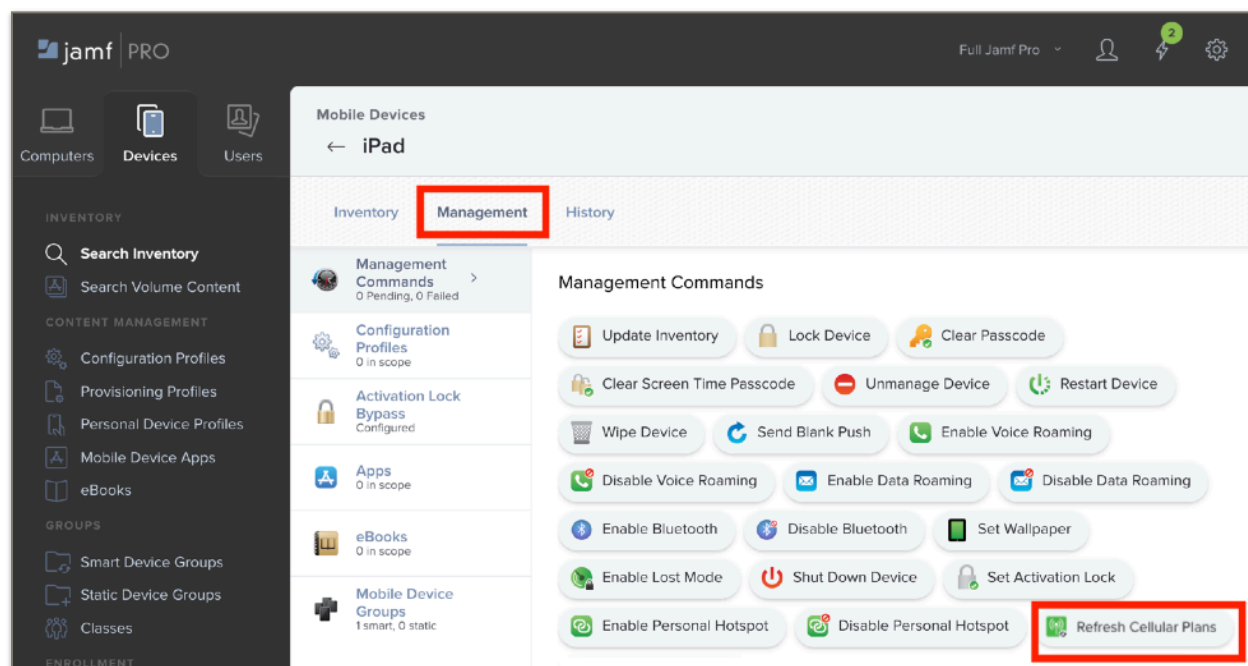 jamf PRO
Full Jamf Pro
2
Computers
Devices
Users
Mobile Devices
← iPad
Inventory
Management
History
INVENTORY
Search Inventory
Search Volume Content
CONTENT MANAGEMENT
Configuration Profiles
Provisioning Profiles
Personal Device Profiles
Mobile Device Apps
eBooks
GROUPS
Smart Device Groups
Static Device Groups
Classes
ENROLLMENT
Management
Commands
0 Pending, 0 Failed
Configuration
Profiles
0 in scope
Activation Lock
Bypass
Configured
Apps
0 in scope
eBooks
0 in scope
Mobile Device
Groups
1 smart, 0 static
Management Commands
Update Inventory
Lock Device
Clear Passcode
Clear Screen Time Passcode
Unmanage Device
Restart Device
Wipe Device
Send Blank Push
Enable Voice Roaming
Disable Voice Roaming
Enable Data Roaming
Disable Data Roaming
Enable Bluetooth
Disable Bluetooth
Set Wallpaper
Enable Lost Mode
Shut Down Device
Set Activation Lock
Enable Personal Hotspot
Disable Personal Hotspot
Refresh Cellular Plans